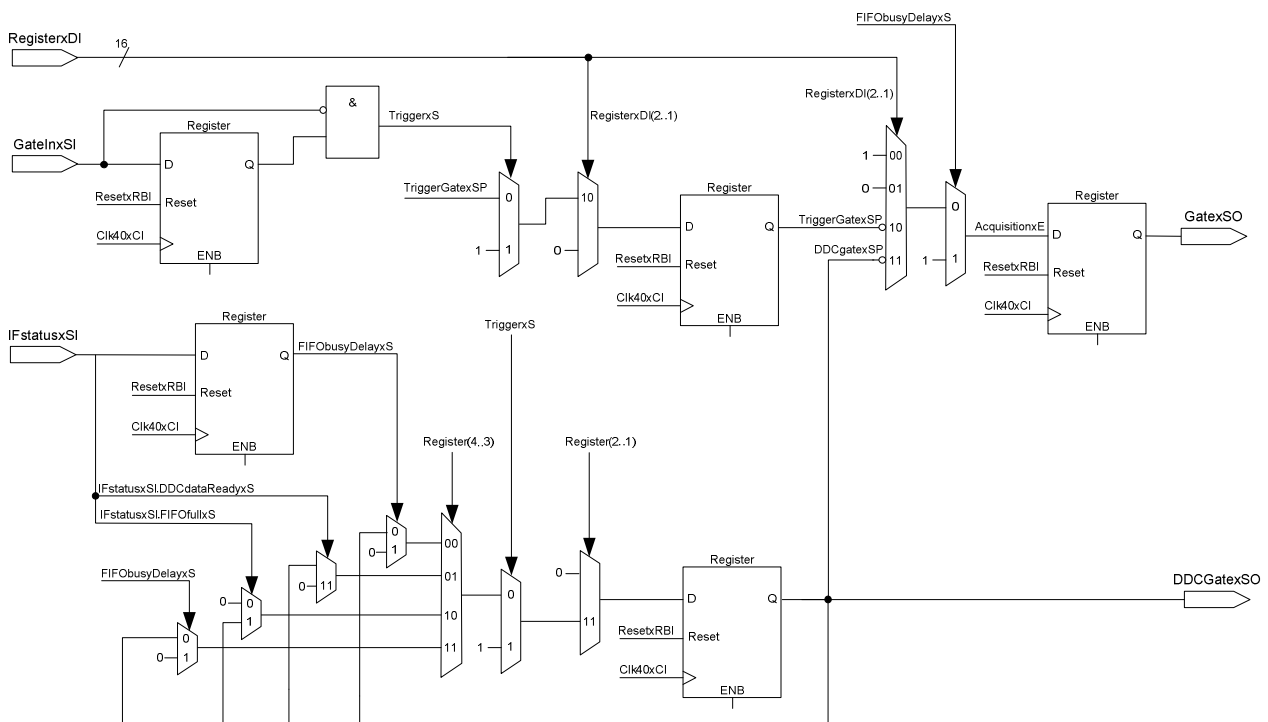 FIFObusyDelayxS
RegisterxDI
16
RegisterxDI(2..1)
RegisterxDI(2..1)
&
TriggerxS
Register
GateInxSI
D
Q
ResetxRBI
Reset
Clk40xCI
ENB
TriggerGatexSP
0
1
1
10
0
Register
D
Q
ResetxRBI
Reset
Clk40xCI
ENB
1
00
0
01
TriggerGatexSP
10
DDCgatexSP
11
0
1
1
AcquisitionxE
Register
D
Q
ResetxRBI
Reset
Clk40xCI
ENB
GatexSO
IFstatusxSI
Register
D
Q
FIFObusyDelayxS
ResetxRBI
Reset
Clk40xCI
ENB
TriggerxS
Register(4..3)
Register(2..1)
IFstatusxSI.DDCdataReadyxS
IFstatusxSI.FIFOfullxS
FIFObusyDelayxS
0
0
1
00
0
11
01
0
0
1
10
0
0
1
11
0
1
1
0
11
Register
D
Q
ResetxRBI
Reset
Clk40xCI
ENB
DDCGatexSO